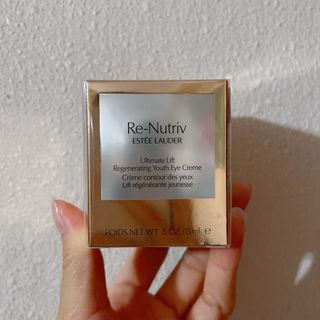 Re-Nutriv
ESTĒE LAUDER
Ultimate Lift
Regenerating Youth Eye Creme
Crème contour des yeux
Lift régénérante jeunesse
POIDS NET WT. .5 OZ./15 mL ℮